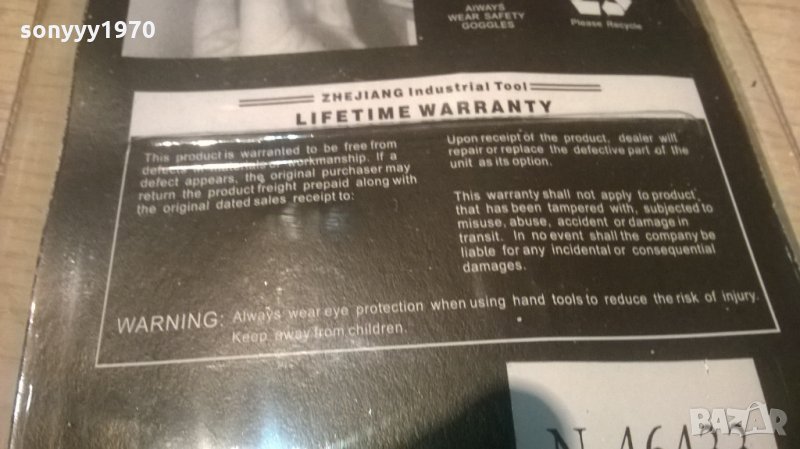 sonyyy1970
ALWAYS
WEAR SAFETY
GOGGLES
Please Recycle
ZHEJIANG Industrial Tool
LIFETIME WARRANTY
This product is warrented to be free from
defects in workmanship. If a
defect appears, the original purchaser may
return the product freight prepaid along with
the original dated sales receipt to:
Upon receipt of the product, dealer will
repair or replace the defective part of the
unit as its option.
This warranty shall not apply to product
that has been tampered with, subjected to
misuse, abuse, accident or damage in
transit. In no event shall the company be
liable for any incidental or consequential
damages.
WARNING: Always wear eye protection when using hand tools to reduce the risk of injury.
Keep away from children.
N 46433
BAZAR